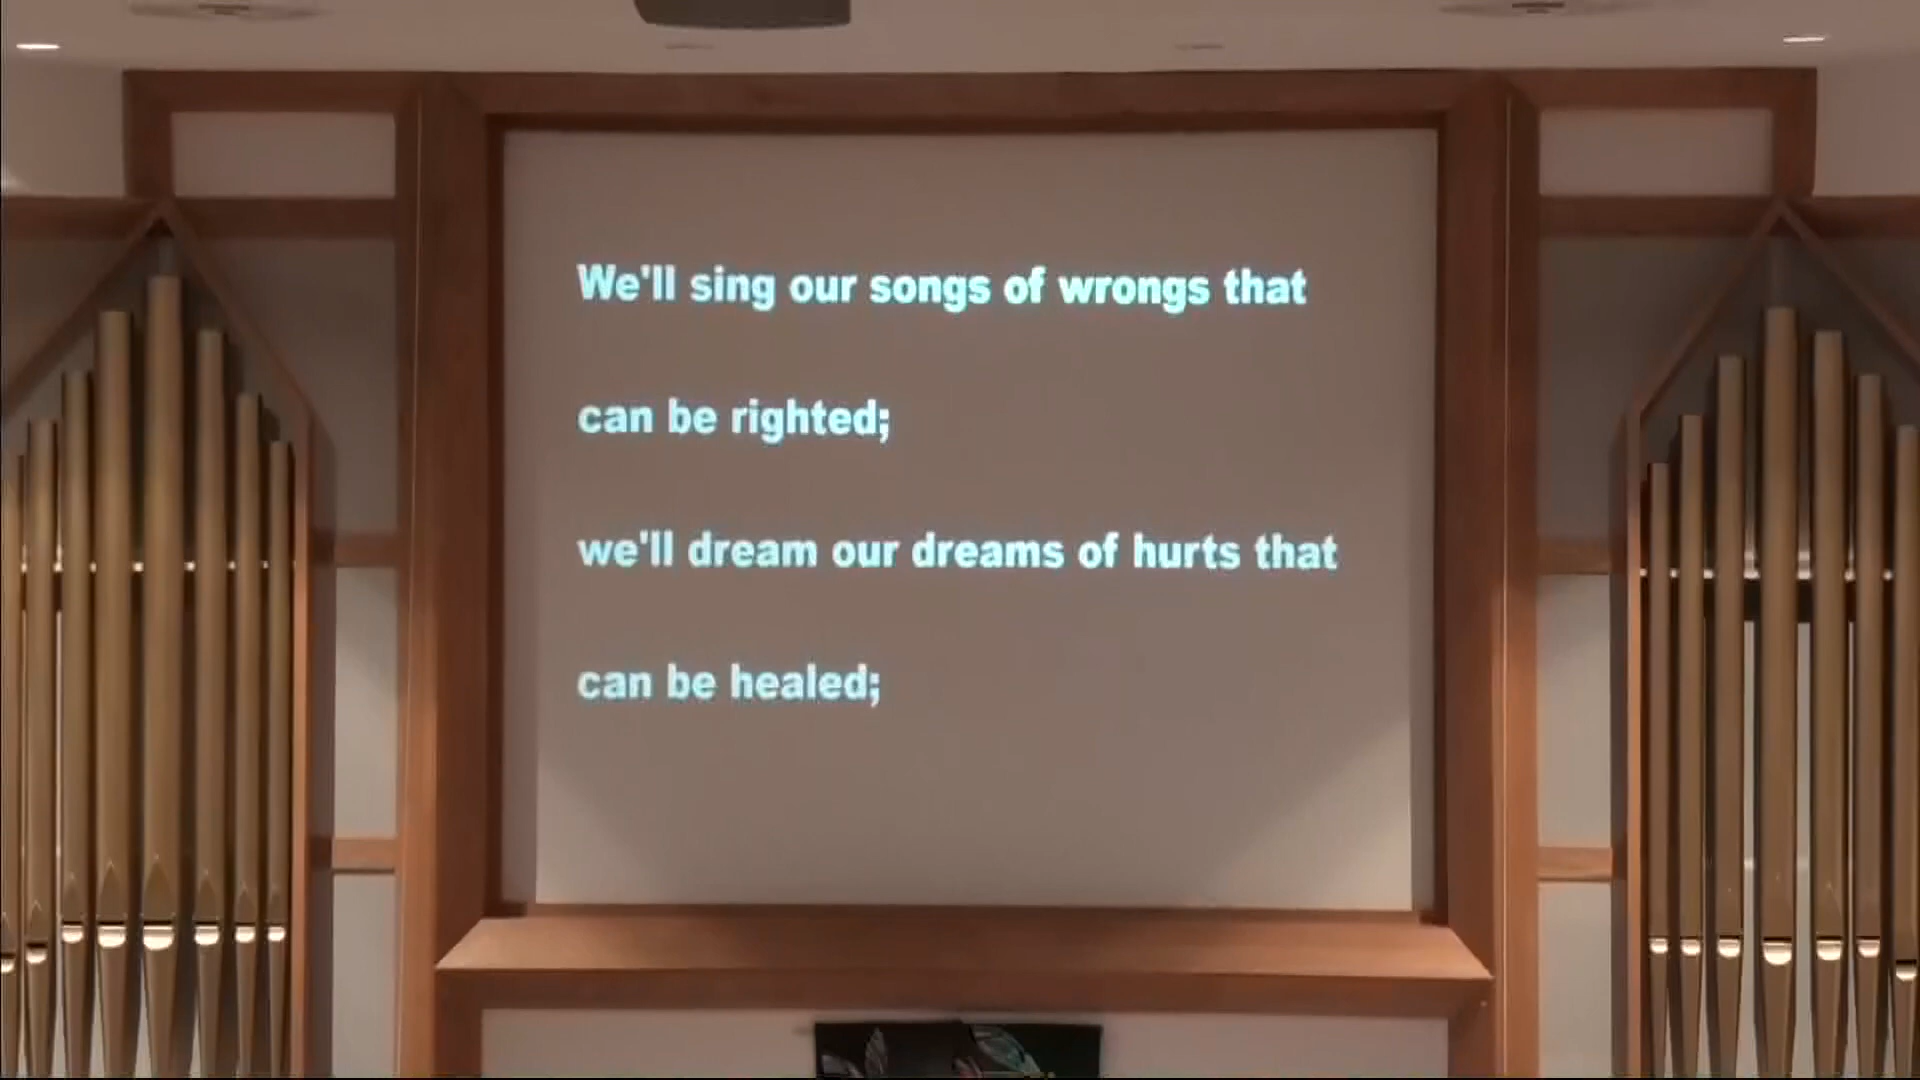 We'll sing our songs of wrongs that
can be righted;
we'll dream our dreams of hurts that
can be healed;